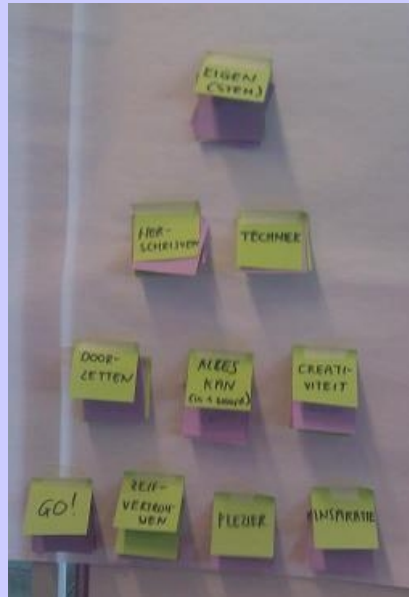 EIGEN
(STEM)
HER-
SCHRIJVEN
TECHNIEK
DOOR-
ZETTEN
ALLES
KAN
CREATI-
VITEIT
GO!
ZELF-
VERTROU-
WEN
PLEZIER
INSPIRATIE